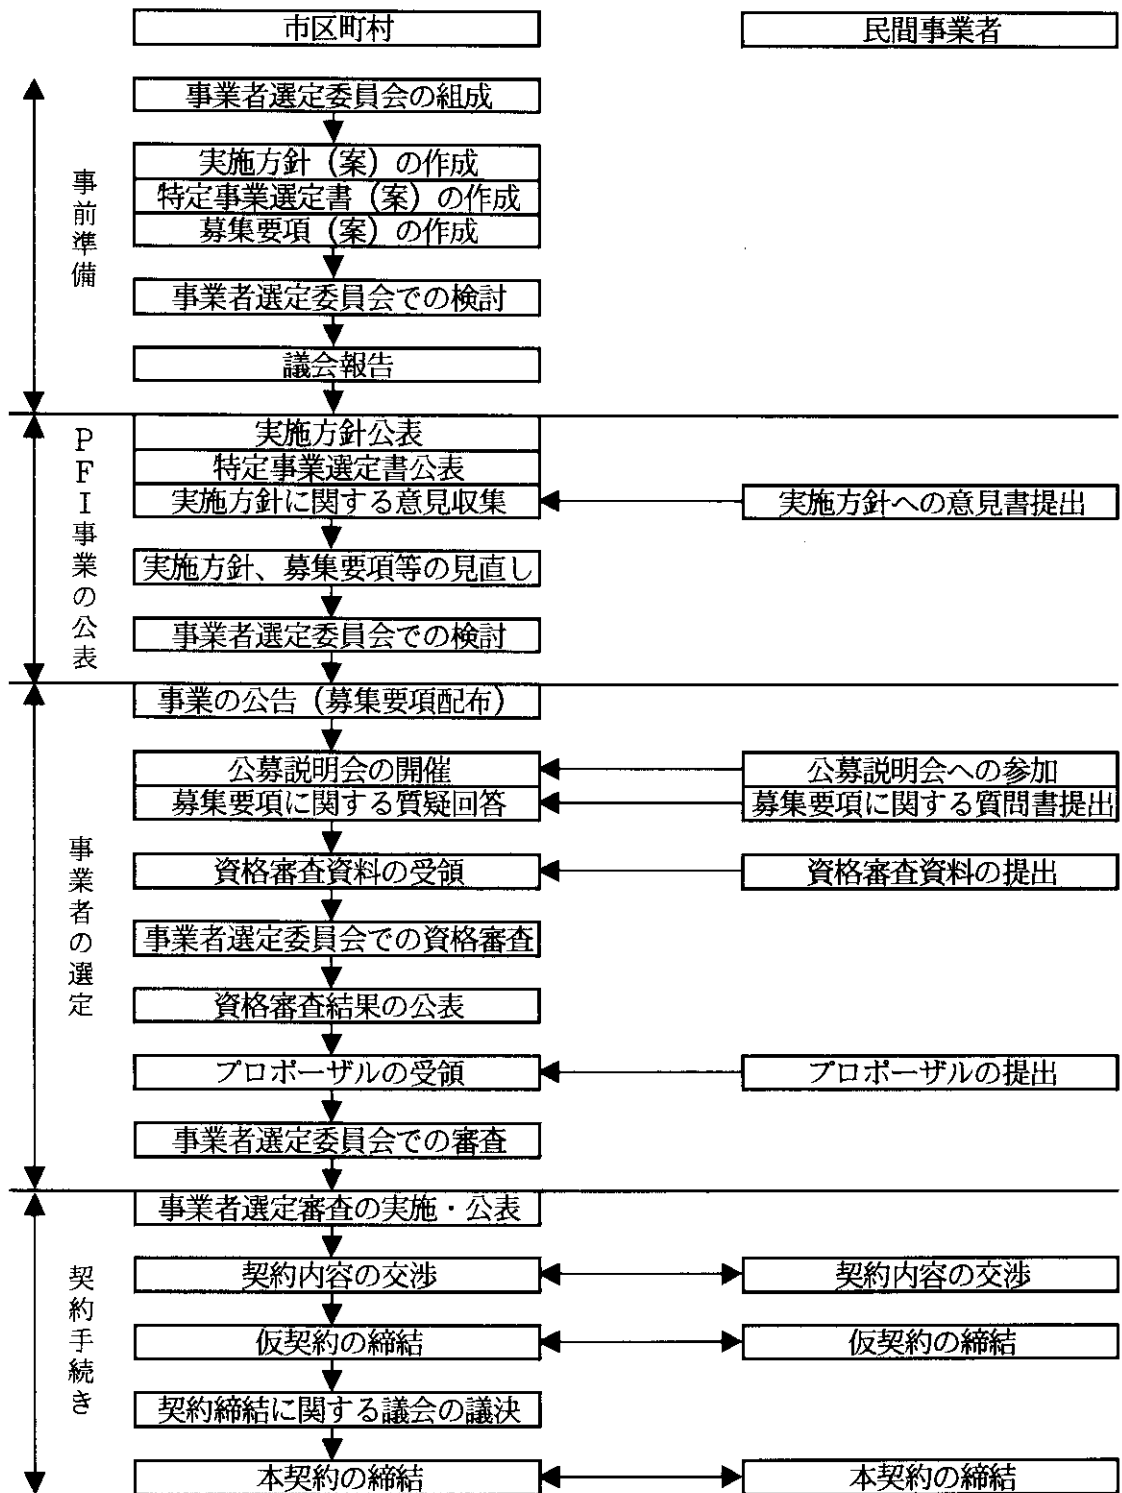 市区町村
民間事業者
事前準備
事業者選定委員会の組成
実施方針（案）の作成
特定事業選定書（案）の作成
募集要項（案）の作成
事業者選定委員会での検討
議会報告
PFI事業の公表
実施方針公表
特定事業選定書公表
実施方針に関する意見収集
実施方針への意見書提出
実施方針、募集要項等の見直し
事業者選定委員会での検討
事業者の選定
事業の公告（募集要項配布）
公募説明会の開催
公募説明会への参加
募集要項に関する質疑回答
募集要項に関する質問書提出
資格審査資料の受領
資格審査資料の提出
事業者選定委員会での資格審査
資格審査結果の公表
プロポーザルの受領
プロポーザルの提出
事業者選定委員会での審査
契約手続き
事業者選定審査の実施・公表
契約内容の交渉
契約内容の交渉
仮契約の締結
仮契約の締結
契約締結に関する議会の議決
本契約の締結
本契約の締結